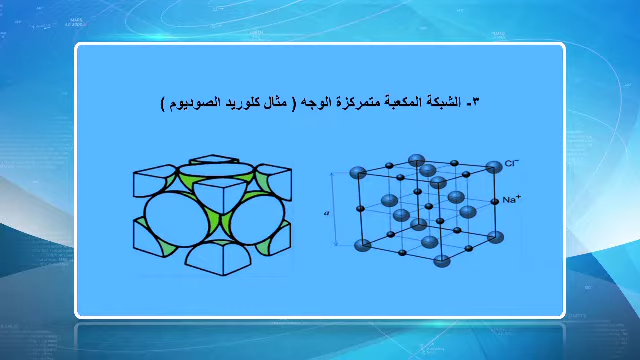 ٣- الشبكة المكعبة متمركزة الوجه ( مثال كلوريد الصوديوم )
Cl⁻
Na⁺
a